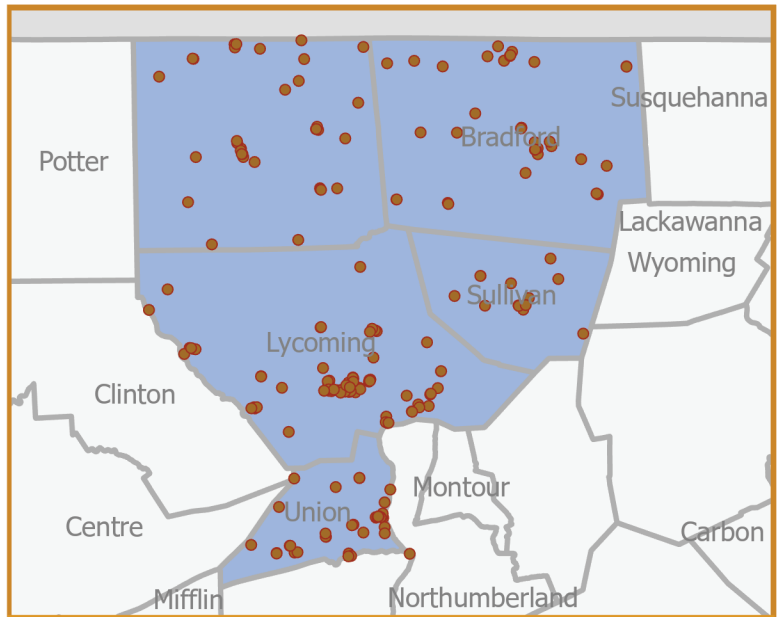 Susquehanna
Bradford
Potter
Lackawanna
Wyoming
Sullivan
Lycoming
Clinton
Montour
Union
Centre
Carbon
Mifflin
Northumberland